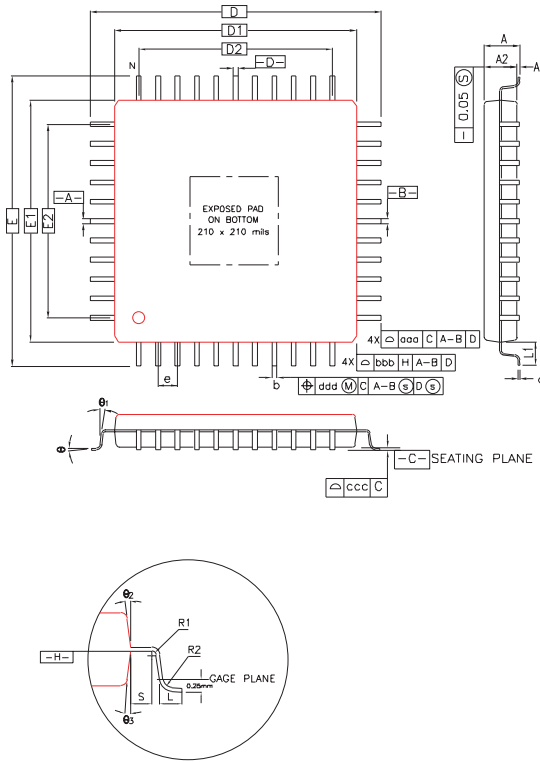 D
D1
D2
N
-D-
A
A2
A
- 0.05 S
-A-
-B-
E
E1
E2
EXPOSED PAD
ON BOTTOM
210 x 210 mils
4X aaa C A-B D
L1
4X bbb H A-B D
e
b
ddd M C A-B S D S
c
θ1
θ
-C- SEATING PLANE
ccc C
θ2
R1
-H-
R2
GAGE PLANE
0.25mm
S
L
θ3